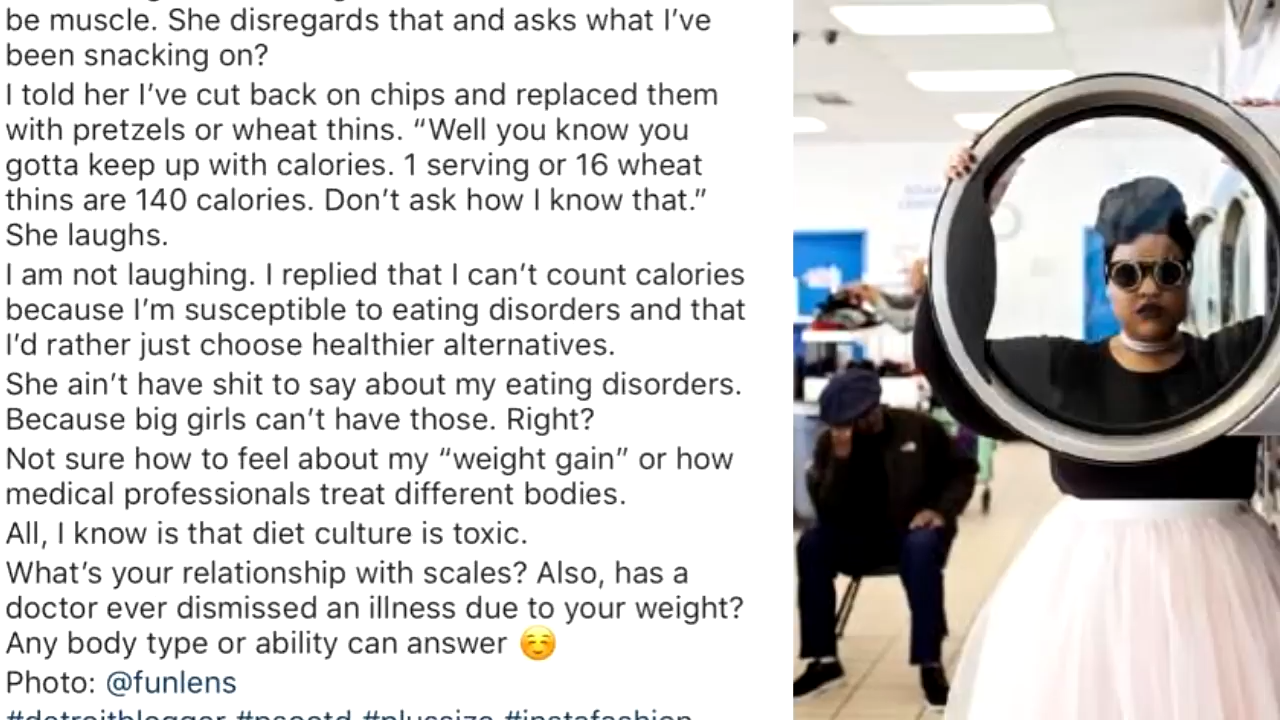 be muscle. She disregards that and asks what I’ve
been snacking on?
I told her I’ve cut back on chips and replaced them
with pretzels or wheat thins. “Well you know you
gotta keep up with calories. 1 serving or 16 wheat
thins are 140 calories. Don’t ask how I know that.”
She laughs.
I am not laughing. I replied that I can’t count calories
because I’m susceptible to eating disorders and that
I’d rather just choose healthier alternatives.
She ain’t have shit to say about my eating disorders.
Because big girls can’t have those. Right?
Not sure how to feel about my “weight gain” or how
medical professionals treat different bodies.
All, I know is that diet culture is toxic.
What’s your relationship with scales? Also, has a
doctor ever dismissed an illness due to your weight?
Any body type or ability can answer ☺️
Photo: @funlens
#detroitblogger #psootd #plussize #instafashion